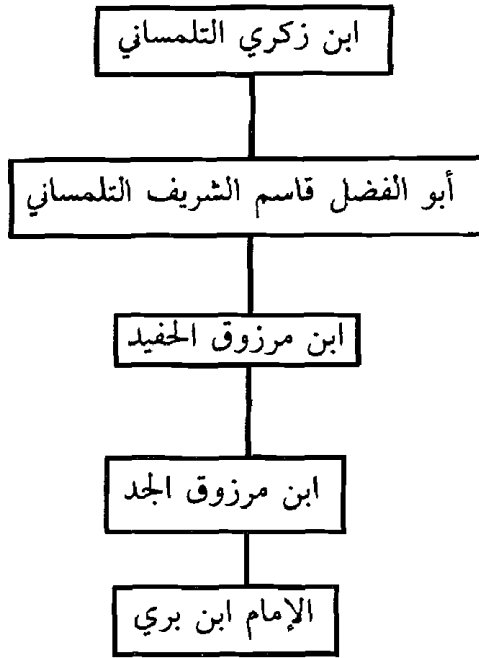 ابن زكري التلمساني
أبو الفضل قاسم الشريف التلمساني
ابن مرزوق الحفيد
ابن مرزوق الجد
الإمام ابن بري